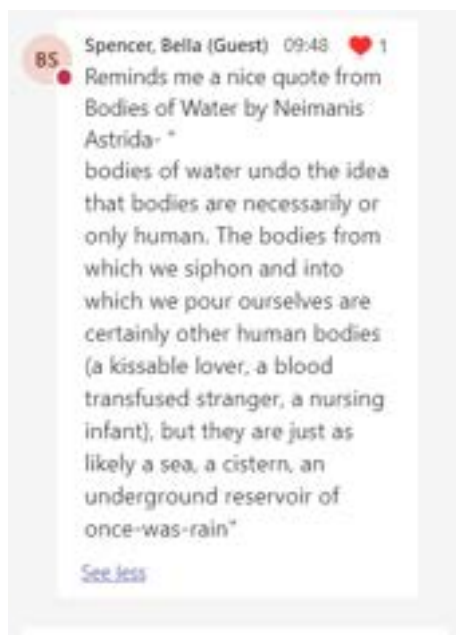 BS
Spencer, Bella (Guest) 09:48 ❤️ 1
Reminds me a nice quote from
Bodies of Water by Neimanis
Astrida- "
bodies of water undo the idea
that bodies are necessarily or
only human. The bodies from
which we siphon and into
which we pour ourselves are
certainly other human bodies
(a kissable lover, a blood
transfused stranger, a nursing
infant), but they are just as
likely a sea, a cistern, an
underground reservoir of
once-was-rain"
See less